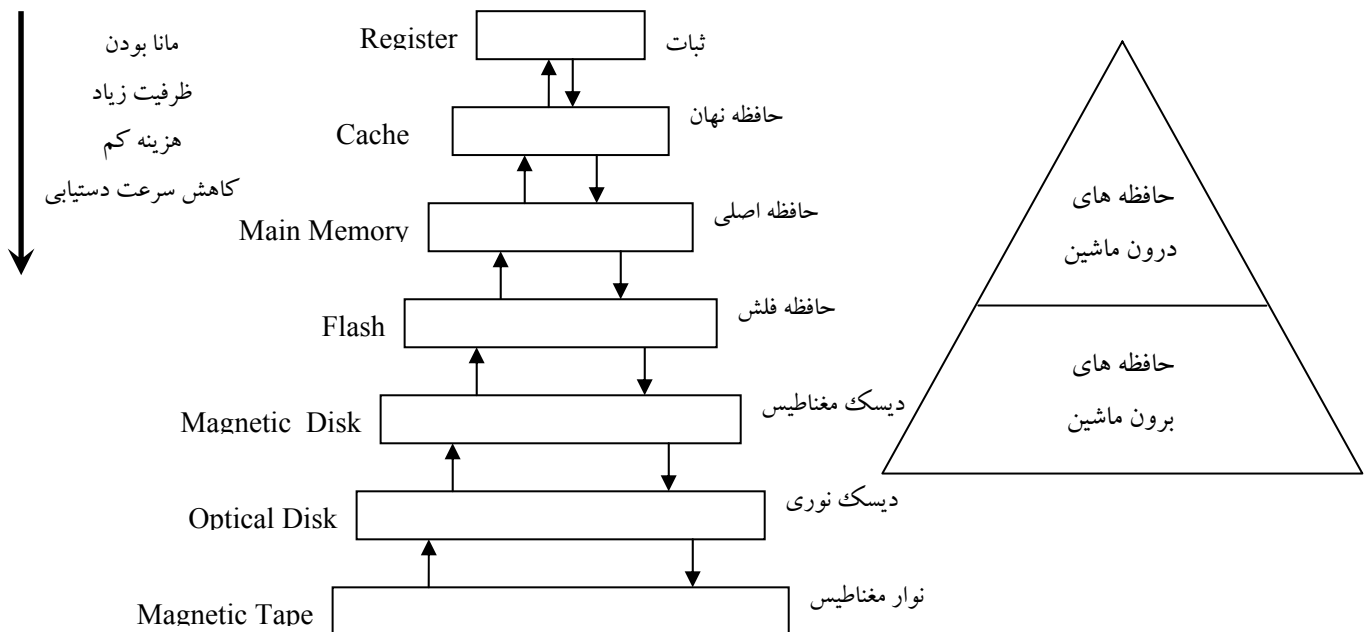 مانا بودن
ظرفیت زیاد
هزینه کم
کاهش سرعت دستیابی
Register
ثبات
Cache
حافظه نهان
Main Memory
حافظه اصلی
Flash
حافظه فلش
Magnetic Disk
دیسک مغناطیس
Optical Disk
دیسک نوری
Magnetic Tape
نوار مغناطیس
حافظه های
درون ماشین
حافظه های
برون ماشین